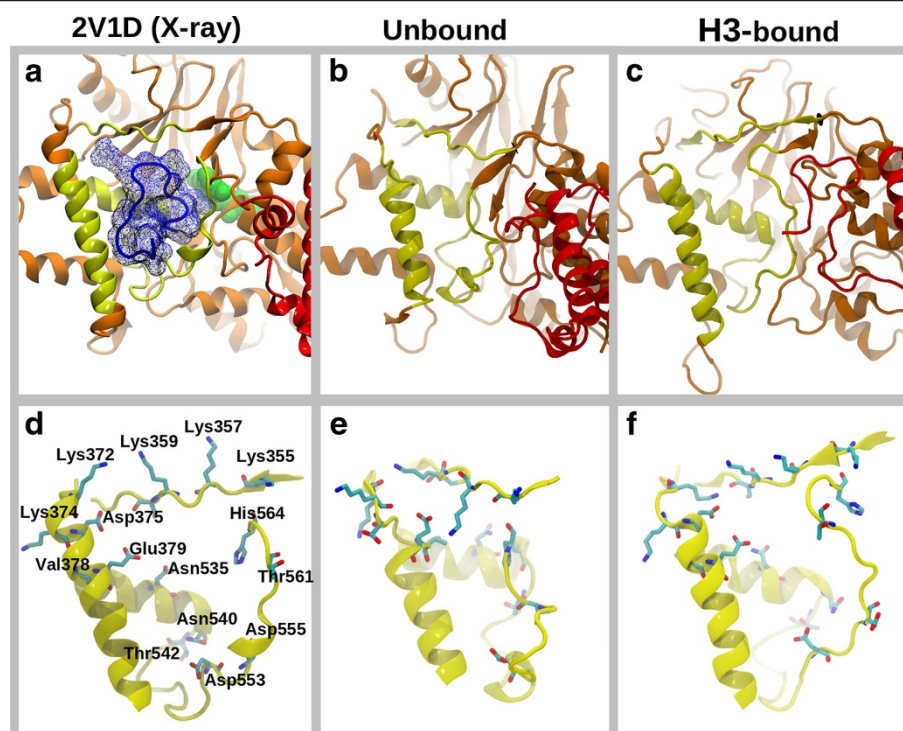 2V1D (X-ray) Unbound H3-bound
a b c
d e f
Lys357
Lys372 Lys359 Lys355
Lys374 Asp375 His564
Val378 Glu379 Asn535 Thr561
Asn540
Thr542 Asp555
Asp553